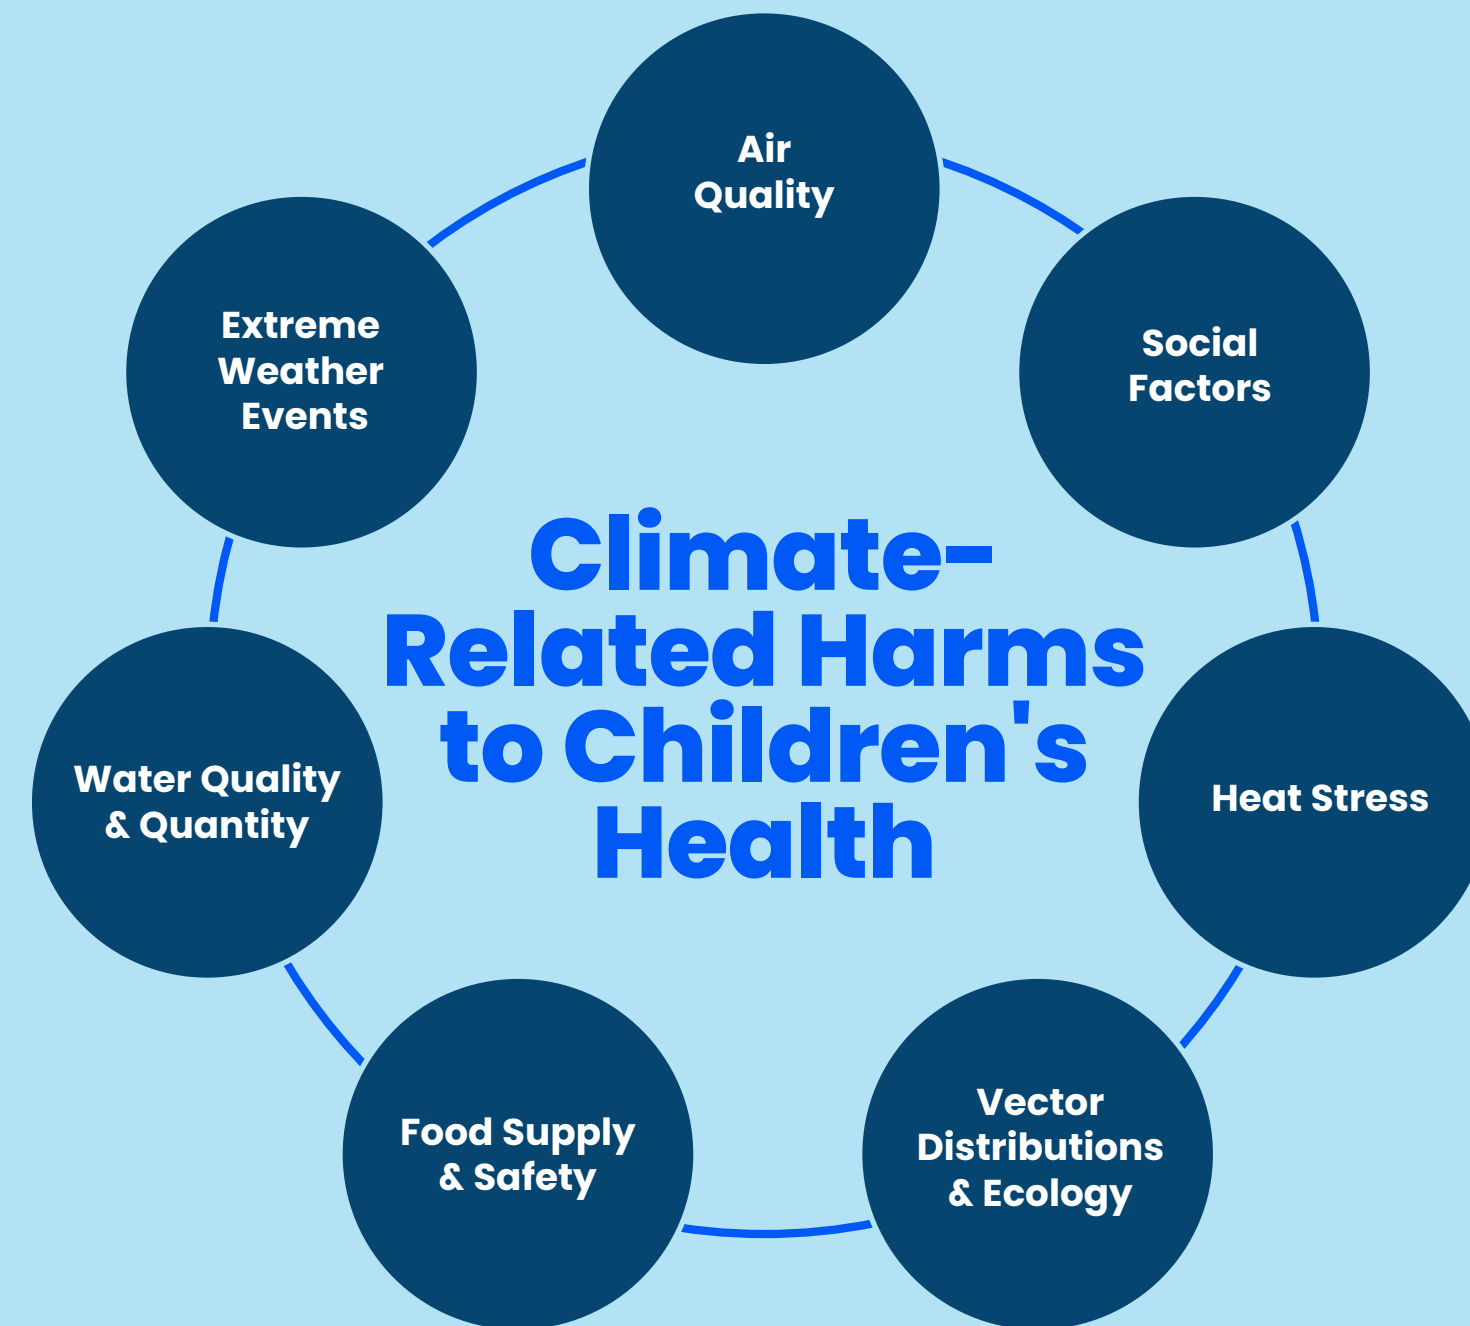 Air
Quality
Social
Factors
Extreme
Weather
Events
Climate-
Related Harms
to Children's
Health
Water Quality
& Quantity
Heat Stress
Food Supply
& Safety
Vector
Distributions
& Ecology